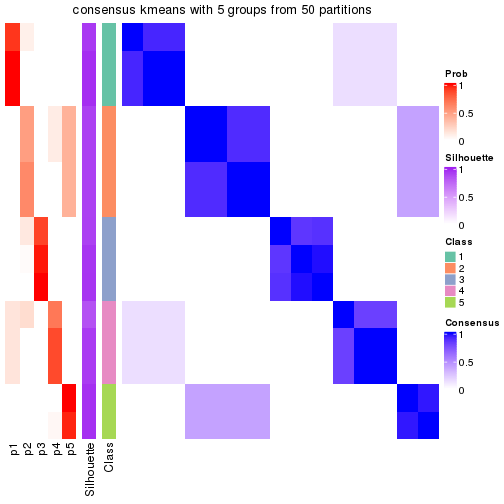 consensus kmeans with 5 groups from 50 partitions
Prob
1
0.5
0
Silhouette
1
0.5
0
Class
1
2
3
4
5
Consensus
1
0.5
0
p1
p2
p3
p4
p5
Silhouette
Class